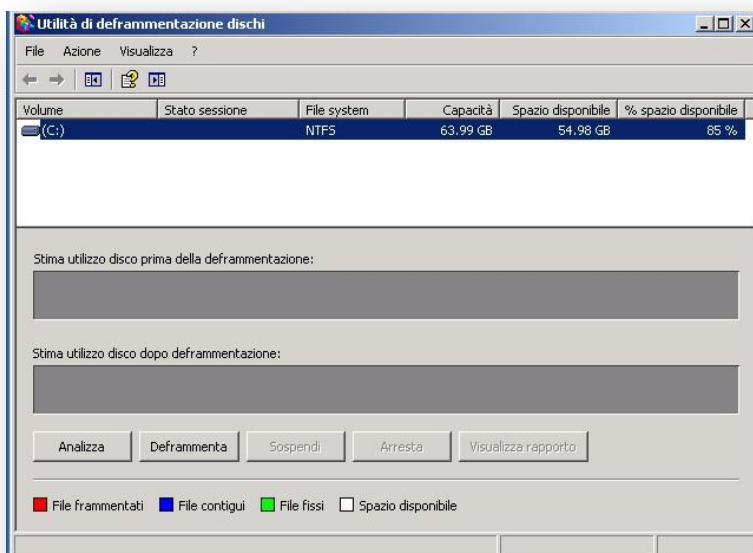 Utilità di deframmentazione dischi
File Azione Visualizza ?
Volume Stato sessione File system Capacità Spazio disponibile % spazio disponibile
(C:) NTFS 63.99 GB 54.98 GB 85 %
Stima utilizzo disco prima della deframmentazione:
Stima utilizzo disco dopo deframmentazione:
Analizza Deframmenta Sospendi Arresta Visualizza rapporto
File frammentati File contigui File fissi Spazio disponibile